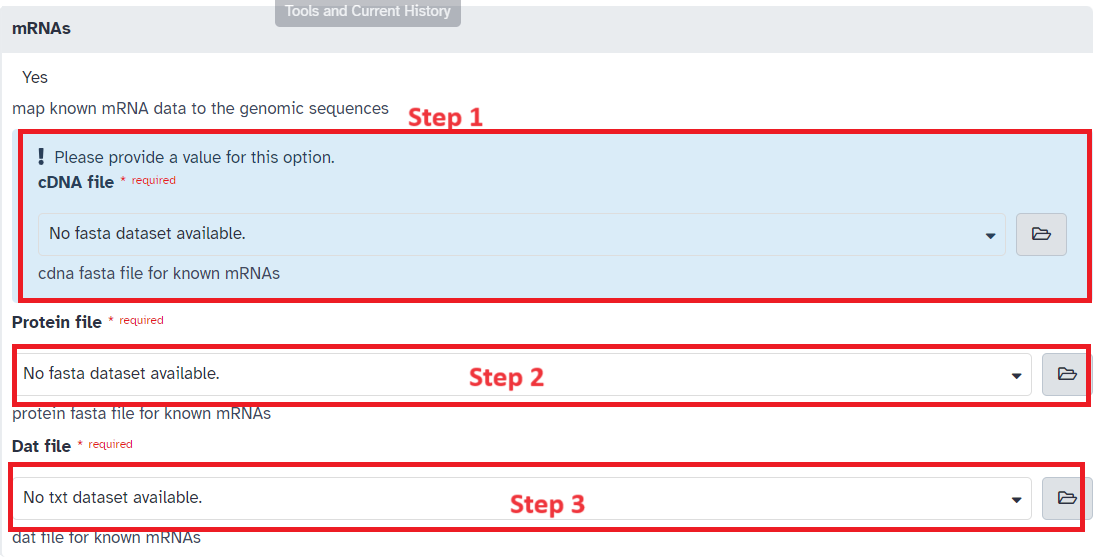 Tools and Current History
mRNAs
Yes
map known mRNA data to the genomic sequences
Step 1
! Please provide a value for this option.
cDNA file * required
No fasta dataset available.
cdna fasta file for known mRNAs
Protein file * required
No fasta dataset available.
Step 2
protein fasta file for known mRNAs
Dat file * required
No txt dataset available.
Step 3
dat file for known mRNAs